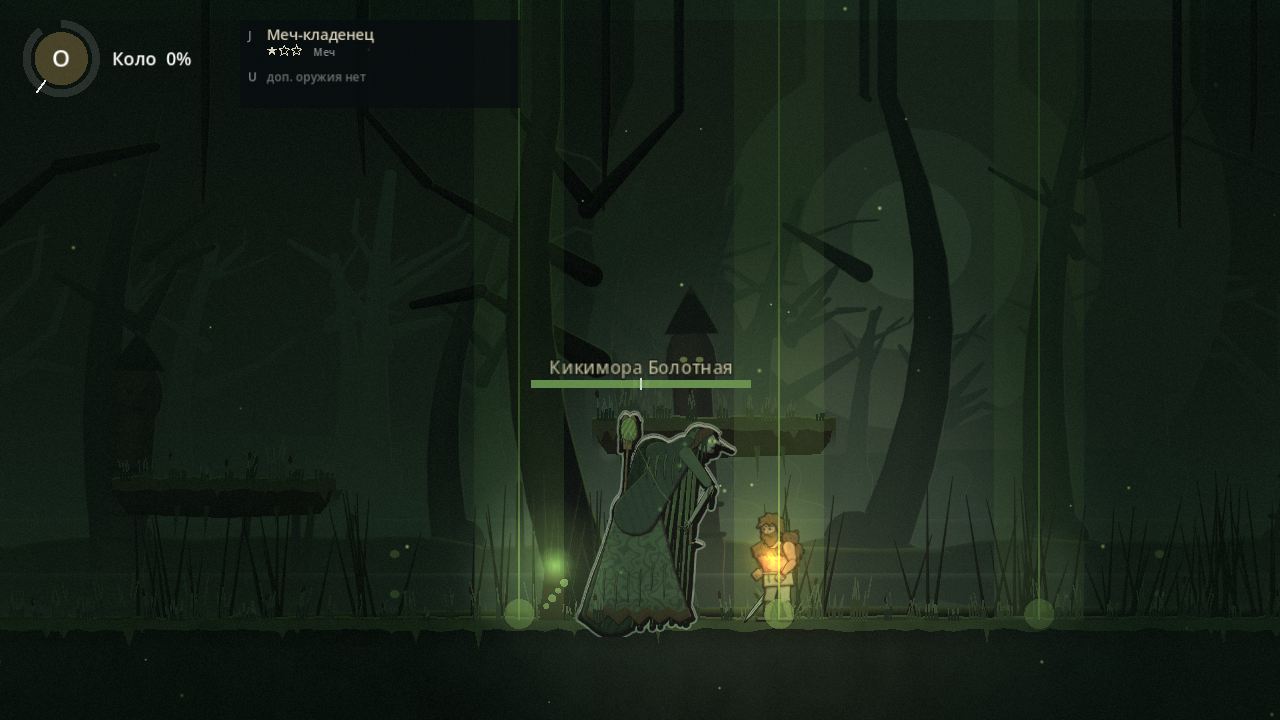 О
Коло 0%
J Меч-кладенец
★☆☆ Меч
U доп. оружия нет
Кикимора Болотная